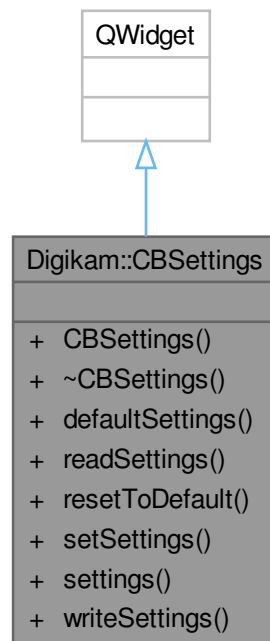 QWidget
Digikam::CBSettings
+ CBSettings()
+ ~CBSettings()
+ defaultSettings()
+ readSettings()
+ resetToDefault()
+ setSettings()
+ settings()
+ writeSettings()